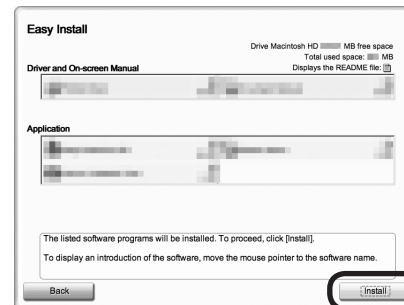 Easy Install
Drive Macintosh HD MB free space
Total used space: MB
Driver and On-screen Manual Displays the README file:
Application
The listed software programs will be installed. To proceed, click [Install].
To display an introduction of the software, move the mouse pointer to the software name.
Back Install